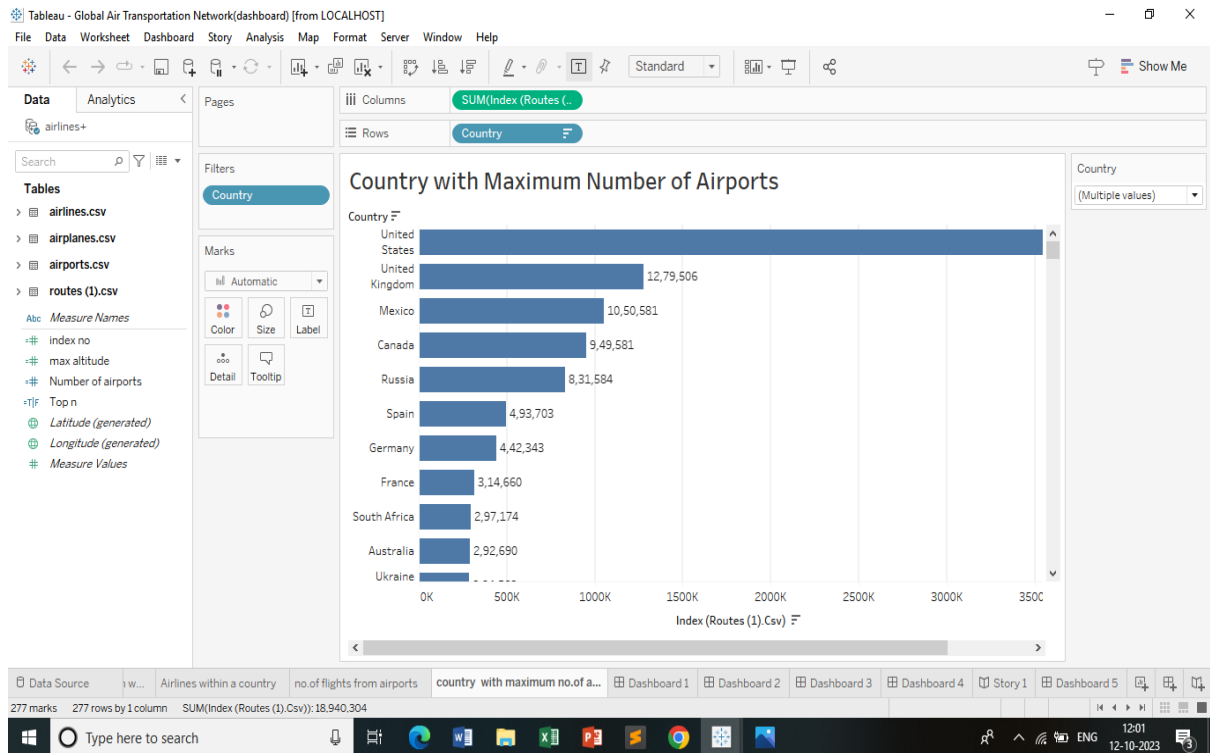 Tableau - Global Air Transportation Network(dashboard) [from LOCALHOST]
File Data Worksheet Dashboard Story Analysis Map Format Server Window Help
Standard
Show Me
Data Analytics
airlines+
Search
Tables
airlines.csv
airplanes.csv
airports.csv
routes (1).csv
Abc Measure Names
=# index no
=# max altitude
=# Number of airports
=T|F Top n
Latitude (generated)
Longitude (generated)
# Measure Values
Pages
Filters
Country
Marks
Automatic
Color Size Label
Detail Tooltip
iii Columns SUM(Index (Routes (..
Rows Country
Country with Maximum Number of Airports
Country
United States
United Kingdom 12,79,506
Mexico 10,50,581
Canada 9,49,581
Russia 8,31,584
Spain 4,93,703
Germany 4,42,343
France 3,14,660
South Africa 2,97,174
Australia 2,92,690
Ukraine
0K 500K 1000K 1500K 2000K 2500K 3000K 3500
Index (Routes (1).Csv)
Country
(Multiple values)
Data Source w... Airlines within a country no.of flights from airports country with maximum no.of a... Dashboard 1 Dashboard 2 Dashboard 3 Dashboard 4 Story 1 Dashboard 5
277 marks 277 rows by 1 column SUM(Index (Routes (1).Csv)): 18,940,304
Type here to search
ENG
12:01
12-10-2023
3